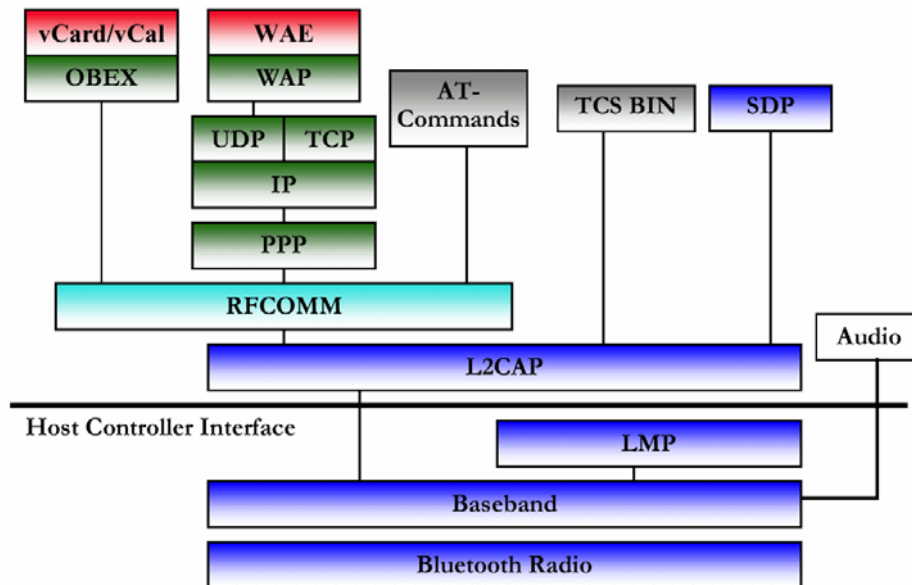 vCard/vCal
OBEX
WAE
WAP
UDP
TCP
IP
PPP
AT-
Commands
TCS BIN
SDP
RFCOMM
Audio
L2CAP
Host Controller Interface
LMP
Baseband
Bluetooth Radio